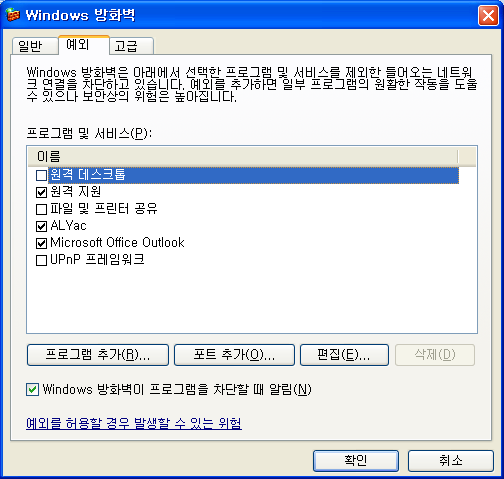 Windows 방화벽
일반 예외 고급
Windows 방화벽은 아래에서 선택한 프로그램 및 서비스를 제외한 들어오는 네트워
크 연결을 차단하고 있습니다. 예외를 추가하면 일부 프로그램의 원활한 작동을 도울
수 있으나 보안상의 위험은 높아집니다.
프로그램 및 서비스(P):
이름
원격 데스크톱
원격 지원
파일 및 프린터 공유
ALYac
Microsoft Office Outlook
UPnP 프레임워크
프로그램 추가(R)... 포트 추가(O)... 편집(E)... 삭제(D)
Windows 방화벽이 프로그램을 차단할 때 알림(N)
예외를 허용할 경우 발생할 수 있는 위험
확인 취소